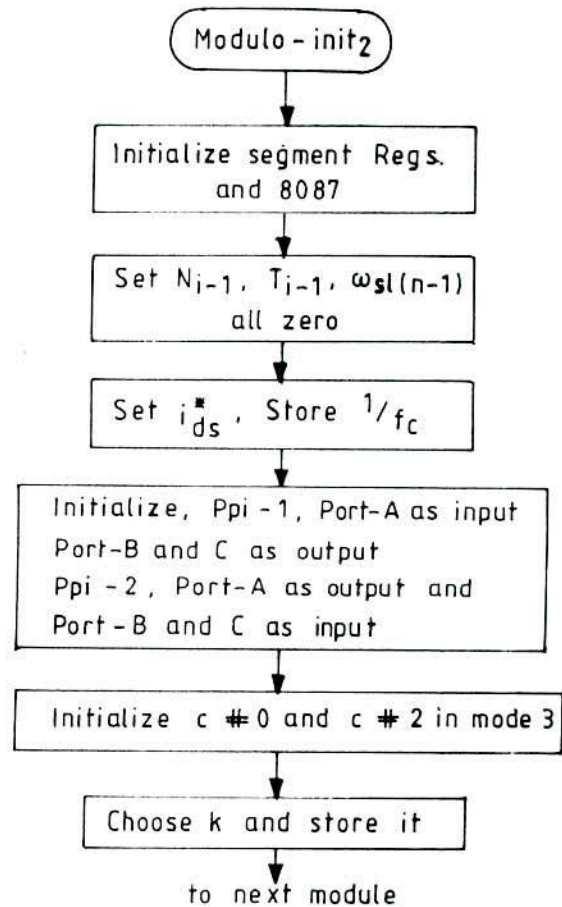 Modulo-init₂
Initialize segment Regs.
and 8087
Set Nᵢ₋₁, Tᵢ₋₁, ωsl(n-1)
all zero
Set i*ds, Store 1/fc
Initialize, Ppi-1, Port-A as input
Port-B and C as output
Ppi-2, Port-A as output and
Port-B and C as input
Initialize c #0 and c #2 in mode 3
Choose k and store it
to next module